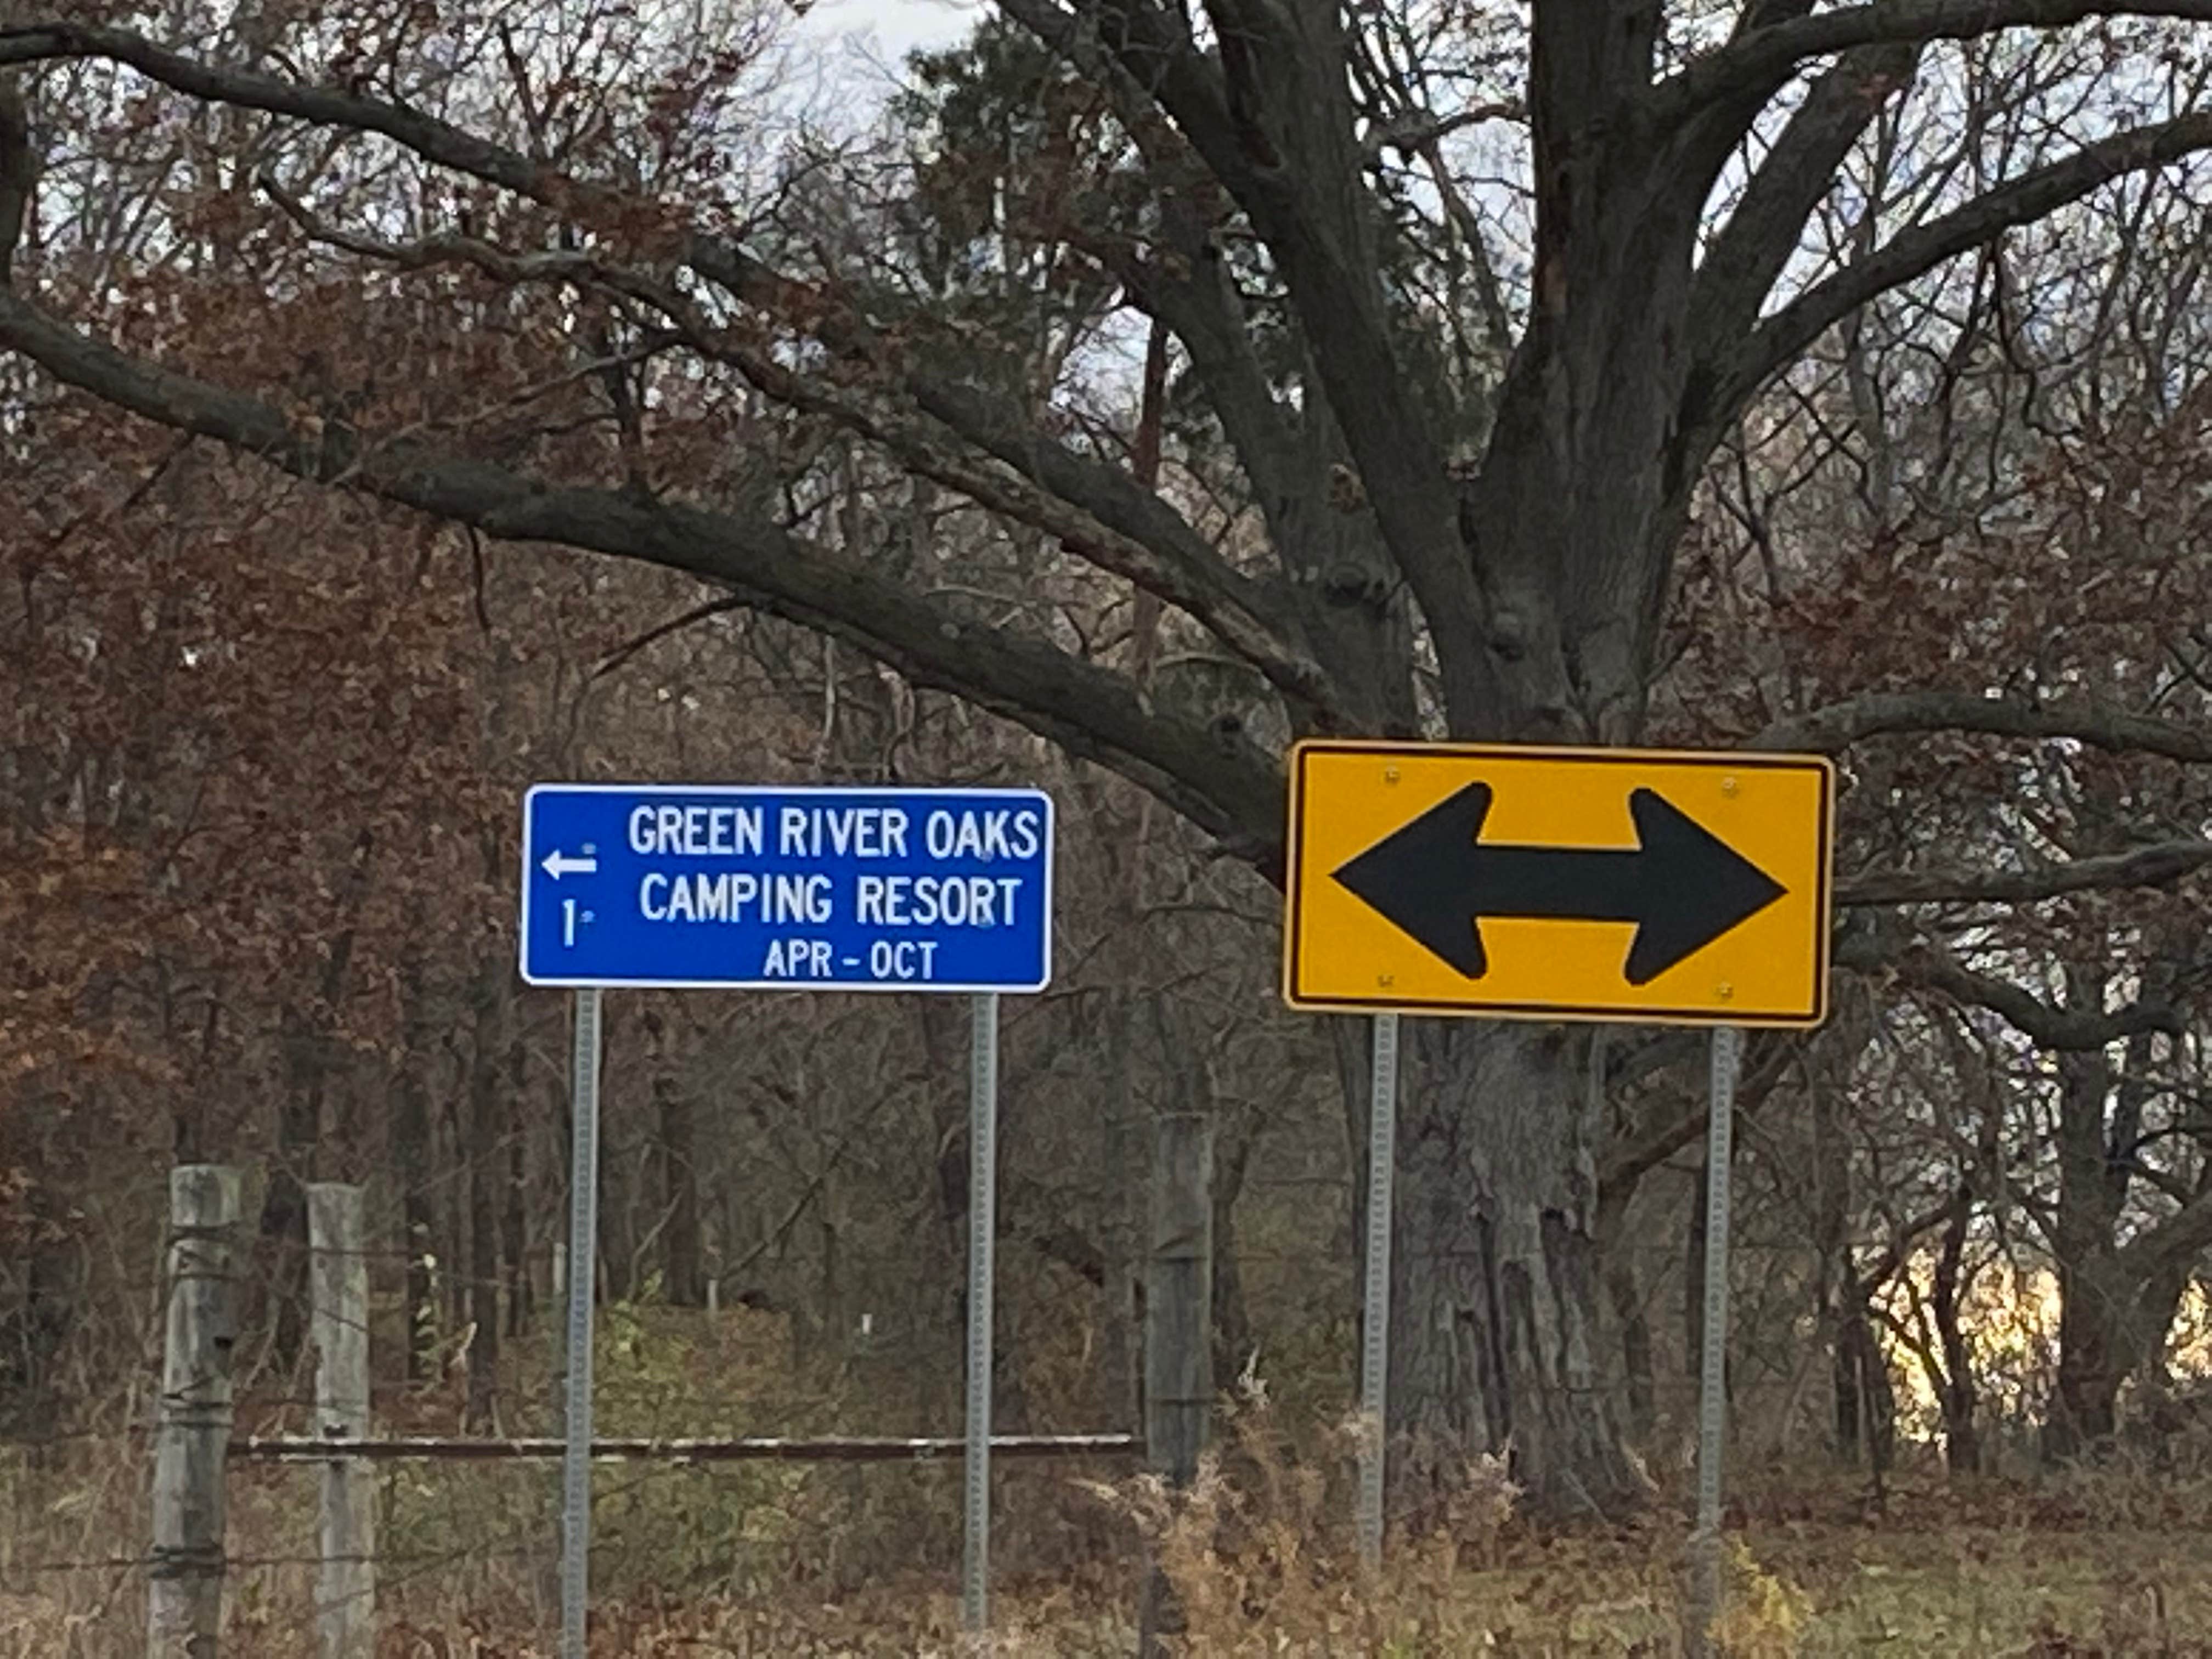 GREEN RIVER OAKS
CAMPING RESORT
1
APR - OCT